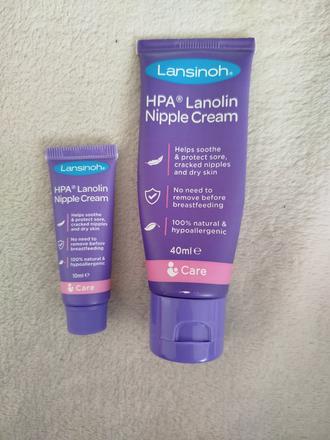 Lansinoh®
HPA® Lanolin
Nipple Cream
Helps soothe
& protect sore,
cracked nipples
and dry skin
No need to
remove before
breastfeeding
100% natural &
hypoallergenic
10ml e
Care
Lansinoh®
HPA® Lanolin
Nipple Cream
Helps soothe
& protect sore,
cracked nipples
and dry skin
No need to
remove before
breastfeeding
100% natural &
hypoallergenic
40ml e
Care